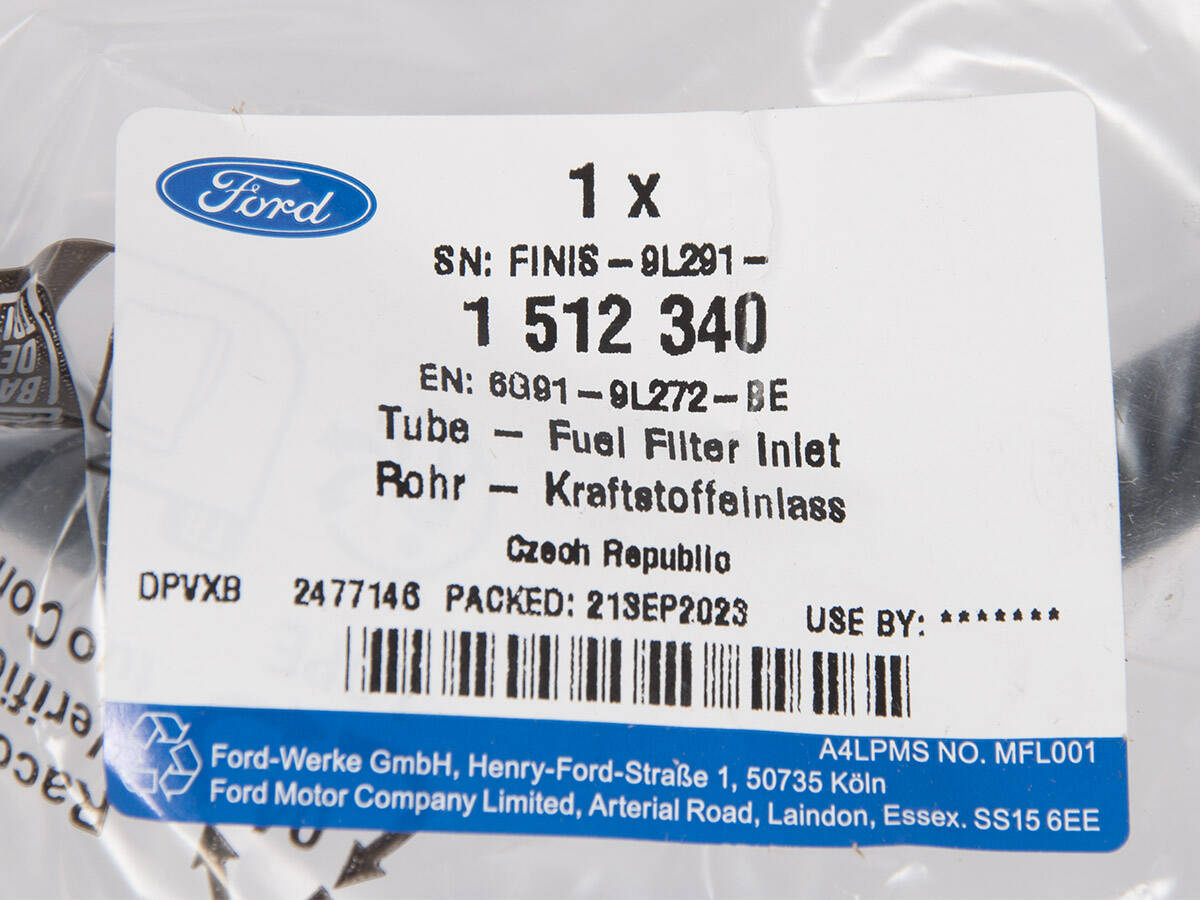 Ford
1 x
SN: FINIS-9L291-
1 512 340
EN: 6G91-9L272-BE
Tube - Fuel Filter Inlet
Rohr - Kraftstoffeinlass
Czech Republic
DPVXB 2477146 PACKED: 21SEP2023 USE BY: *******
A4LPMS NO. MFL001
Ford-Werke GmbH, Henry-Ford-Straße 1, 50735 Köln
Ford Motor Company Limited, Arterial Road, Laindon, Essex. SS15 6EE